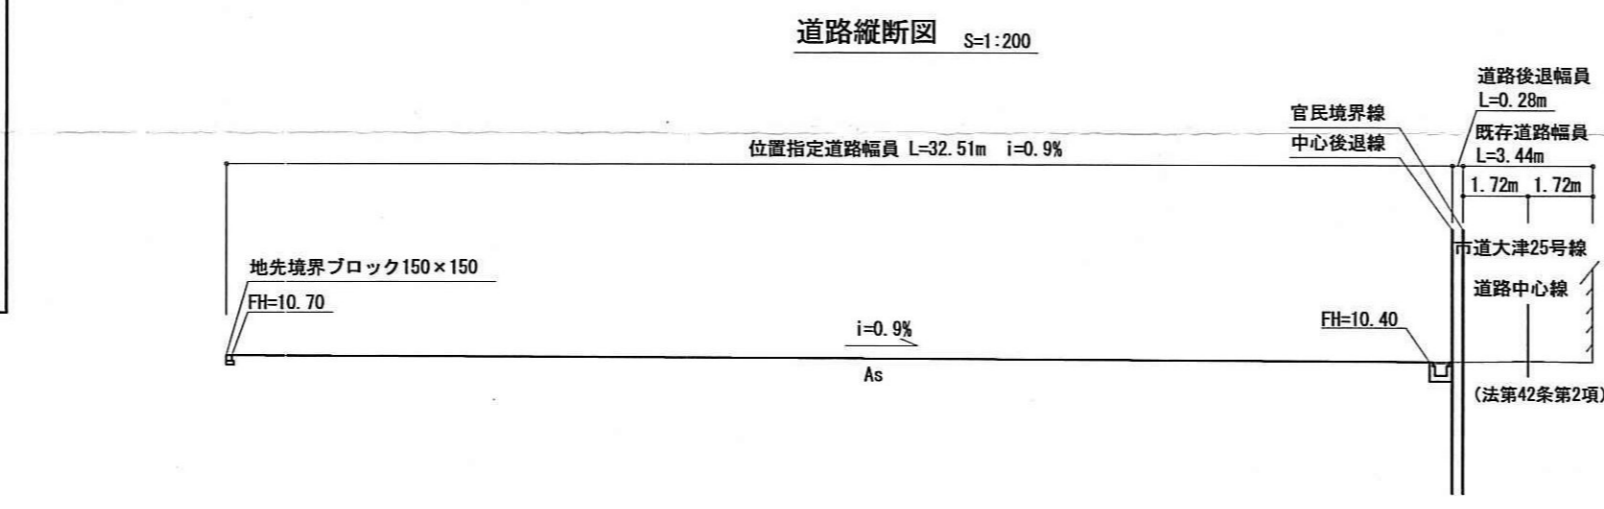 道路縦断図 S=1:200
道路後退幅員
L=0.28m
官民境界線
既存道路幅員
中心後退線
L=3.44m
位置指定道路幅員 L=32.51m i=0.9%
1.72m 1.72m
市道大津25号線
地先境界ブロック150×150
道路中心線
FH=10.70
FH=10.40
i=0.9%
As
(法第42条第2項)